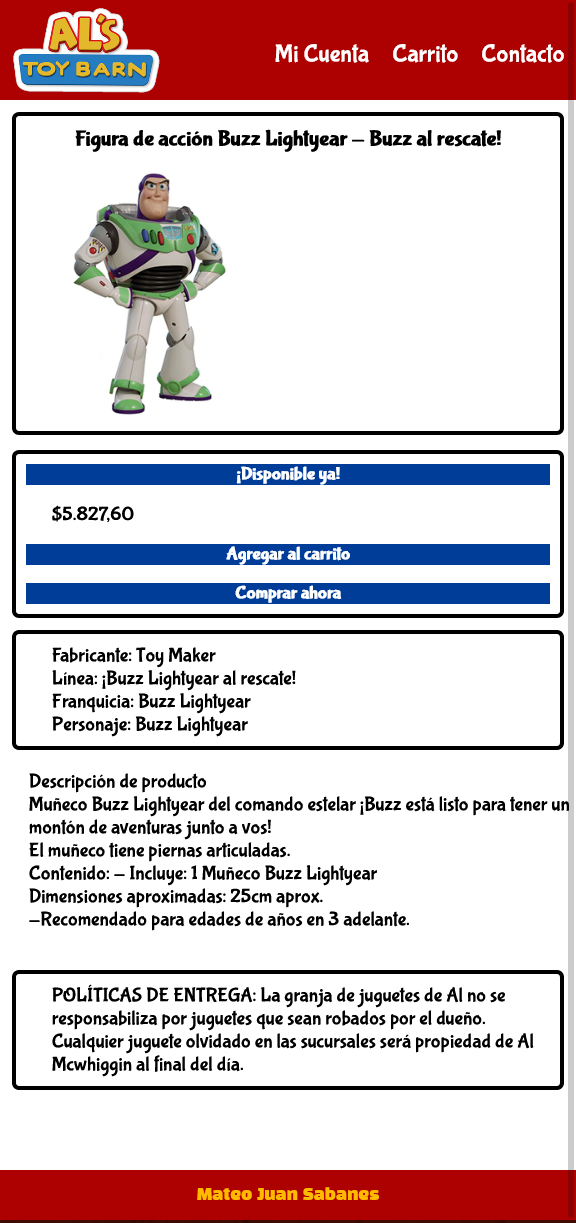 AL'S
TOY BARN
Mi Cuenta Carrito Contacto
Figura de acción Buzz Lightyear – Buzz al rescate!
¡Disponible ya!
$5.827,60
Agregar al carrito
Comprar ahora
Fabricante: Toy Maker
Línea: ¡Buzz Lightyear al rescate!
Franquicia: Buzz Lightyear
Personaje: Buzz Lightyear
Descripción de producto
Muñeco Buzz Lightyear del comando estelar ¡Buzz está listo para tener un
montón de aventuras junto a vos!
El muñeco tiene piernas articuladas.
Contenido: – Incluye: 1 Muñeco Buzz Lightyear
Dimensiones aproximadas: 25cm aprox.
–Recomendado para edades de años en 3 adelante.
POLÍTICAS DE ENTREGA: La granja de juguetes de Al no se
responsabiliza por juguetes que sean robados por el dueño.
Cualquier juguete olvidado en las sucursales será propiedad de Al
Mcwhiggin al final del día.
Mateo Juan Sabanes